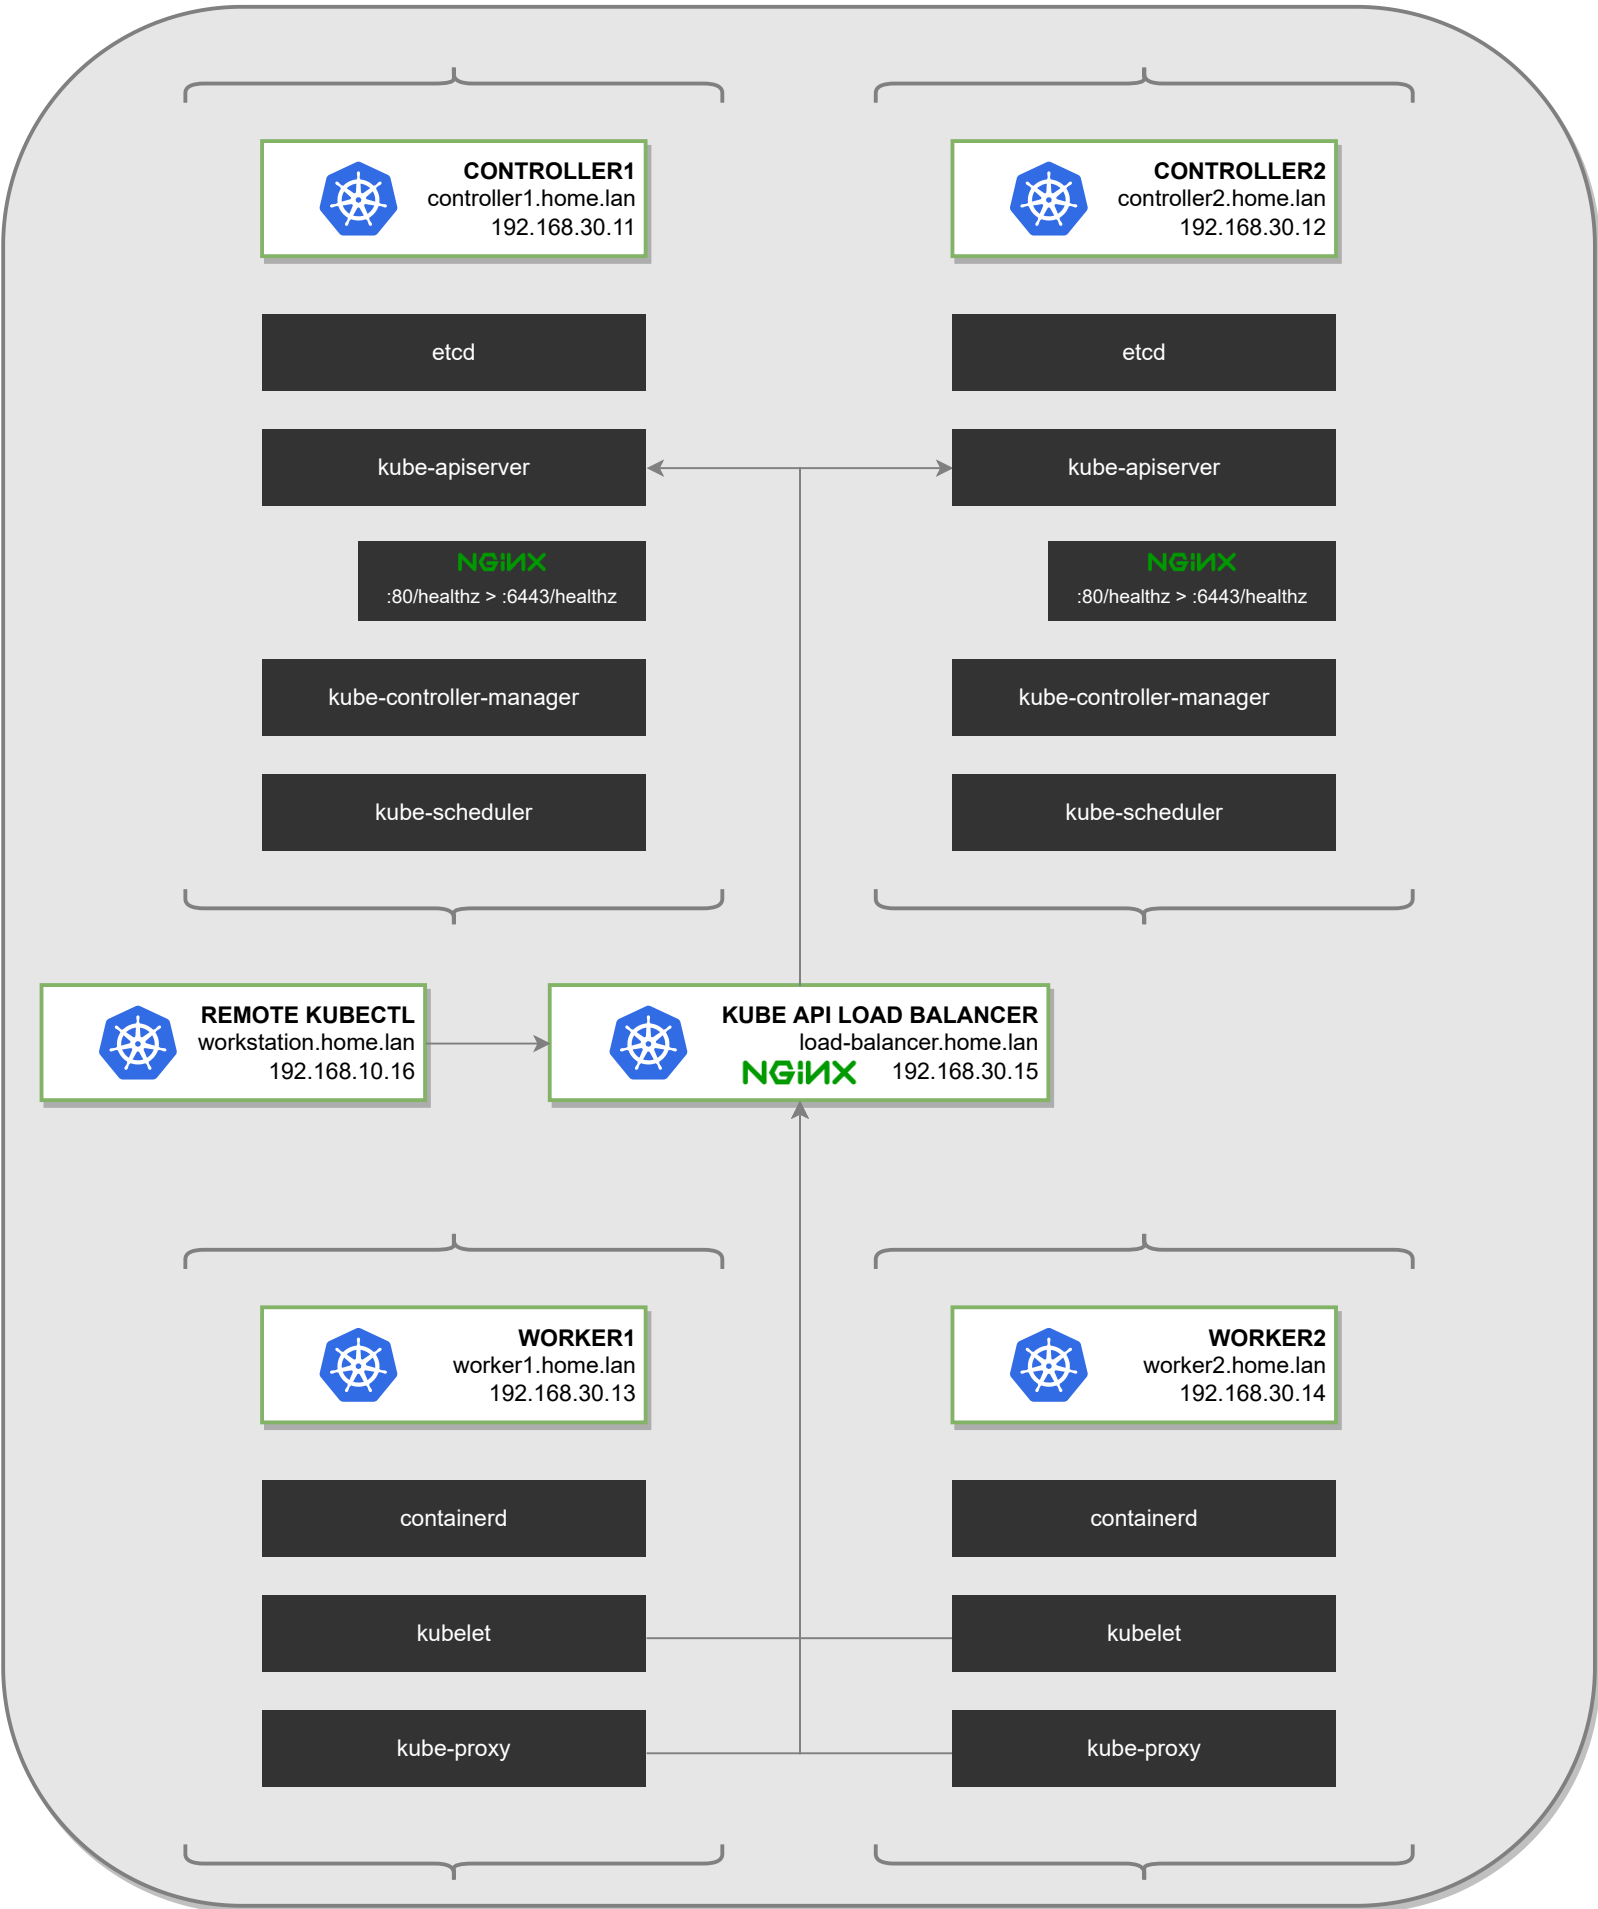 CONTROLLER1
controller1.home.lan
192.168.30.11
etcd
kube-apiserver
NGINX
:80/healthz > :6443/healthz
kube-controller-manager
kube-scheduler
CONTROLLER2
controller2.home.lan
192.168.30.12
etcd
kube-apiserver
NGINX
:80/healthz > :6443/healthz
kube-controller-manager
kube-scheduler
REMOTE KUBECTL
workstation.home.lan
192.168.10.16
KUBE API LOAD BALANCER
load-balancer.home.lan
NGINX 192.168.30.15
WORKER1
worker1.home.lan
192.168.30.13
containerd
kubelet
kube-proxy
WORKER2
worker2.home.lan
192.168.30.14
containerd
kubelet
kube-proxy